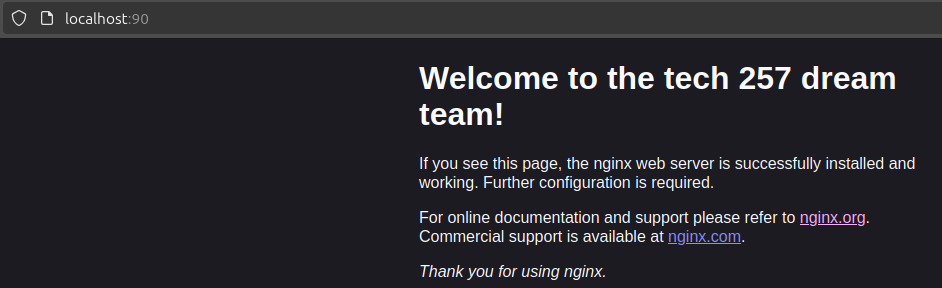 localhost:90
Welcome to the tech 257 dream
team!
If you see this page, the nginx web server is successfully installed and
working. Further configuration is required.
For online documentation and support please refer to nginx.org.
Commercial support is available at nginx.com.
Thank you for using nginx.